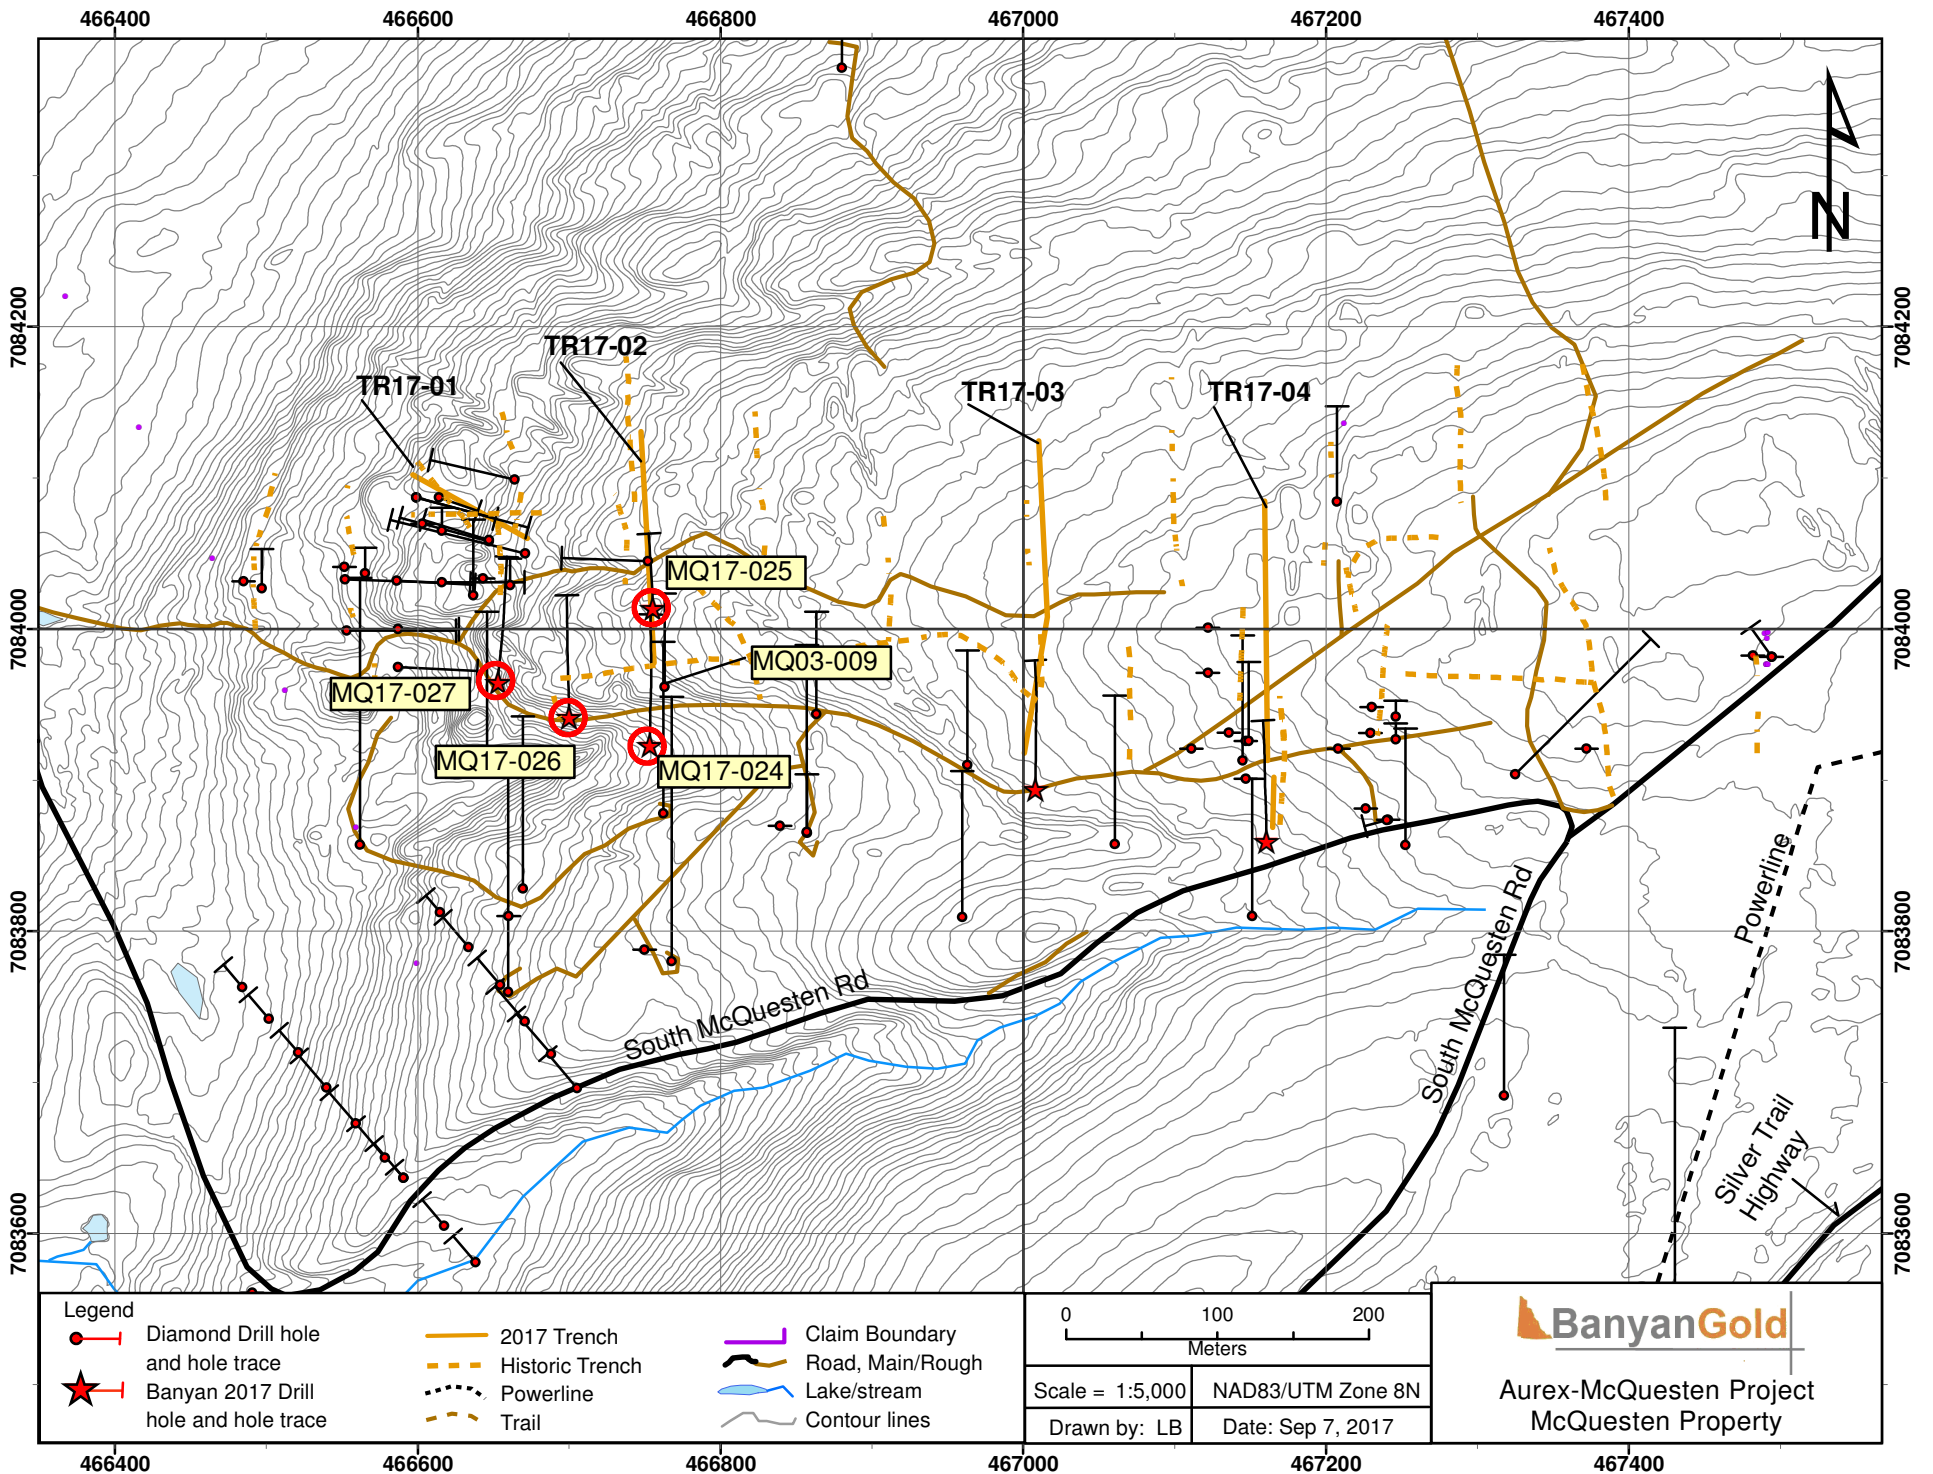 466400 466600 466800 467000 467200 467400
7084200 7084200
7084000 7084000
7083800 7083800
7083600 7083600
N
TR17-02
TR17-01
TR17-03
TR17-04
MQ17-025
MQ03-009
MQ17-027
MQ17-026
MQ17-024
South McQuesten Rd
South McQuesten Rd
Powerline
Silver Trail
Highway
Legend
Diamond Drill hole
and hole trace
Banyan 2017 Drill
hole and hole trace
2017 Trench
Historic Trench
Powerline
Trail
Claim Boundary
Road, Main/Rough
Lake/stream
Contour lines
0 100 200
Meters
Scale = 1:5,000
NAD83/UTM Zone 8N
Drawn by: LB
Date: Sep 7, 2017
BanyanGold
Aurex-McQuesten Project
McQuesten Property
466400 466600 466800 467000 467200 467400